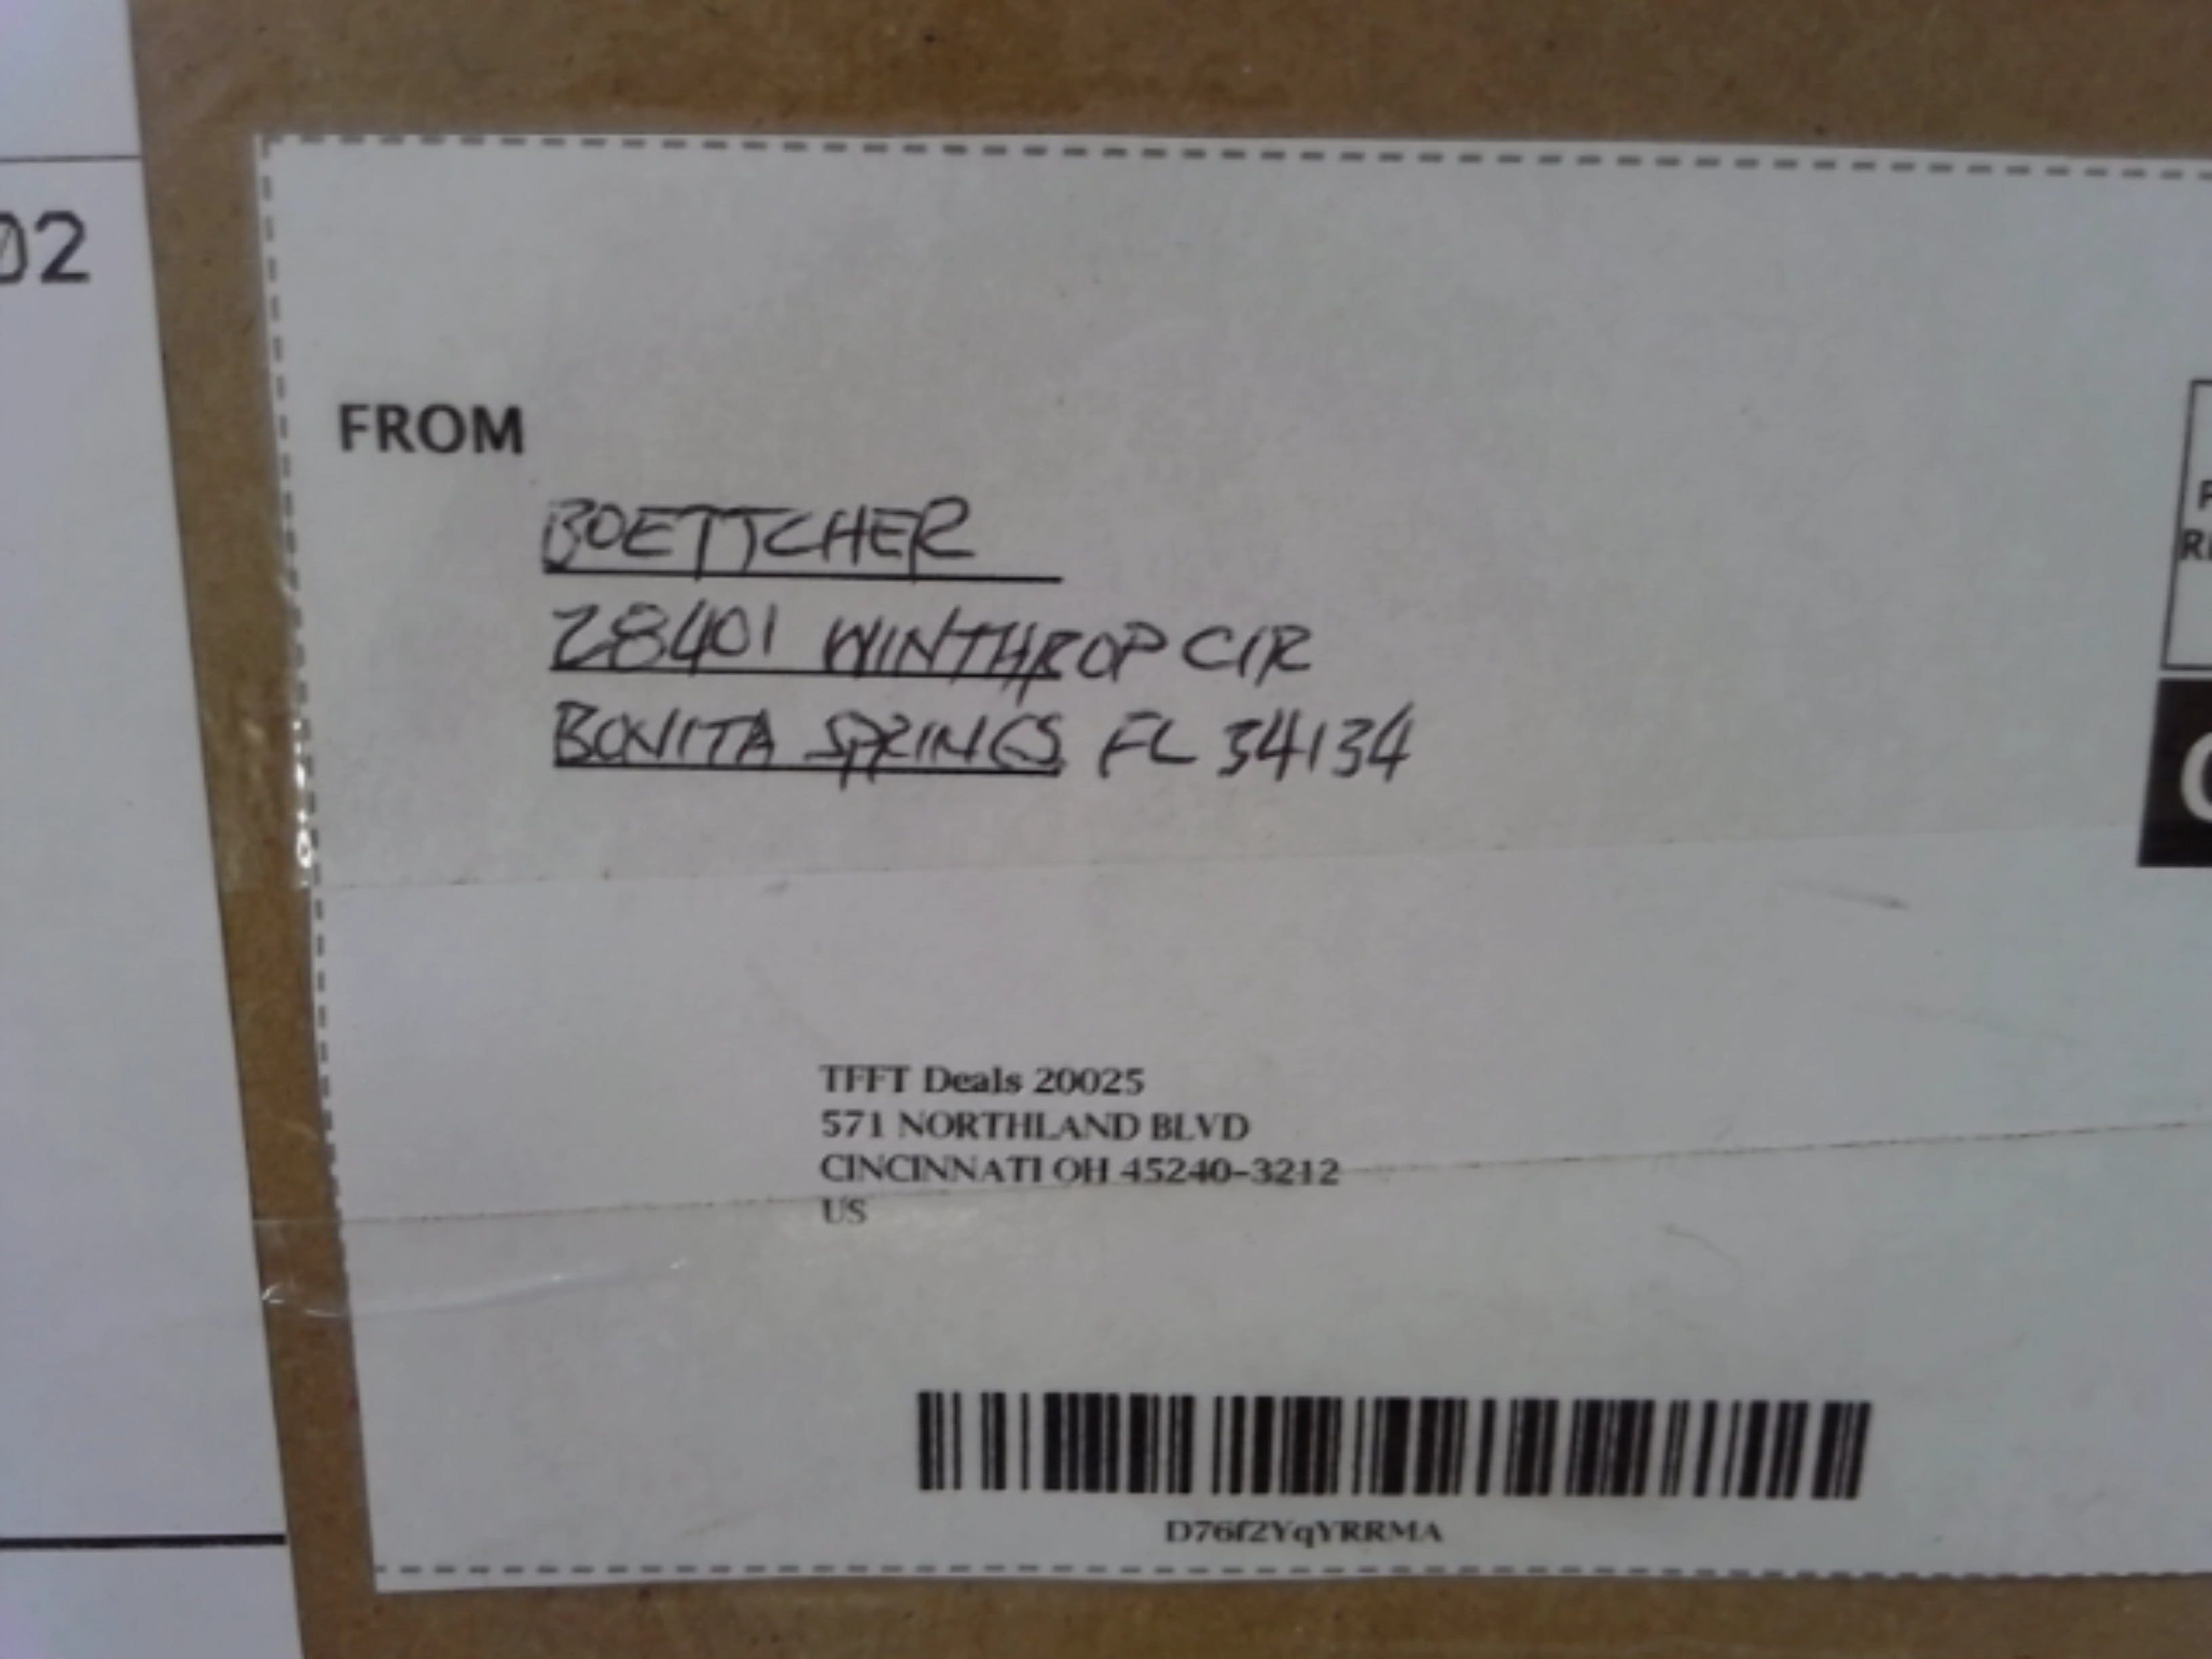 02
FROM
BOETTCHER
28401 WINTHROP CIR
BONITA SPRINGS FL 34134
TFFT Deals 20025
571 NORTHLAND BLVD
CINCINNATI OH 45240-3212
US
D76f2YqYRRMA